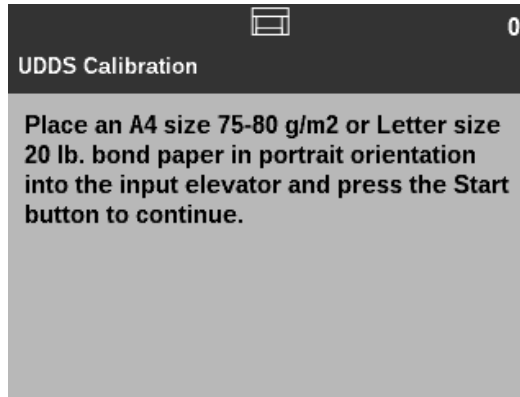 0
UDDS Calibration
Place an A4 size 75-80 g/m2 or Letter size
20 lb. bond paper in portrait orientation
into the input elevator and press the Start
button to continue.